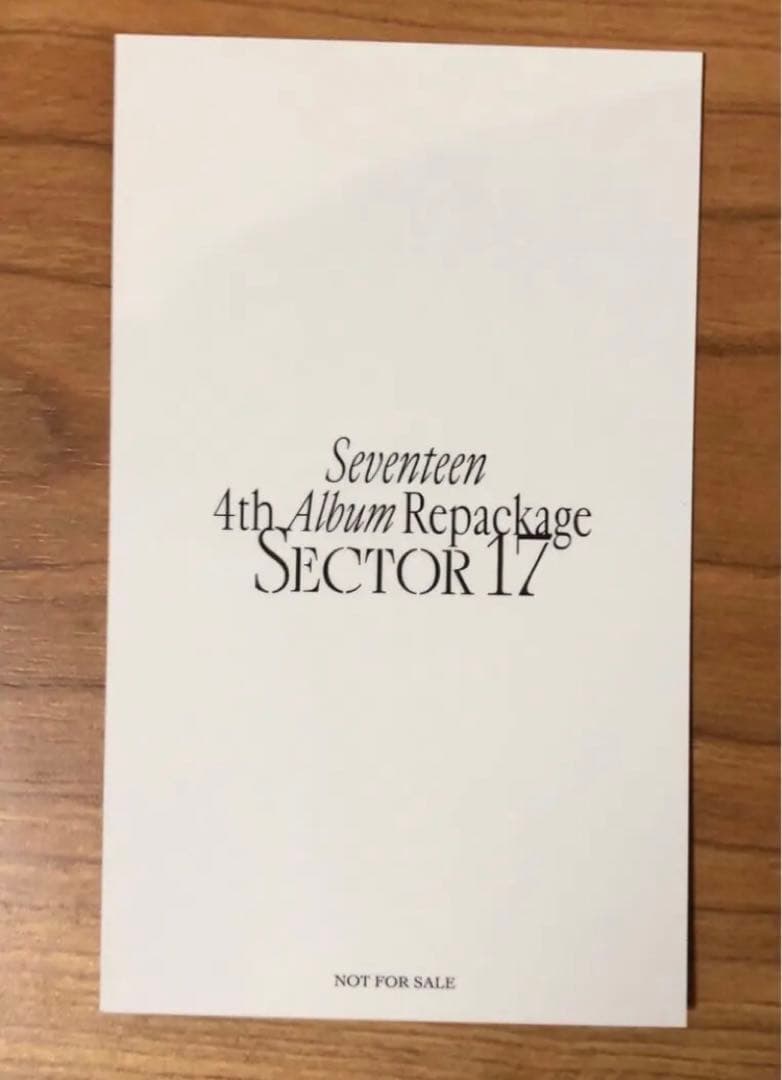 Seventeen
4th Album Repackage
SECTOR 17
NOT FOR SALE